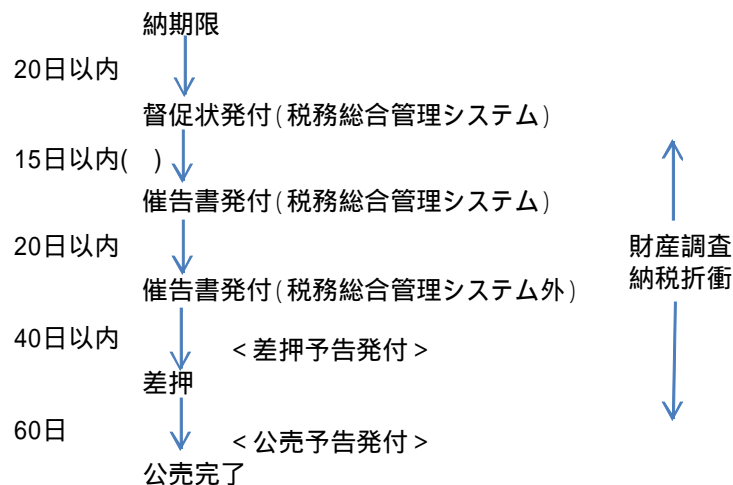 納期限
20日以内
督促状発付(税務総合管理システム)
15日以内( )
催告書発付(税務総合管理システム)
20日以内
財産調査
納税折衝
催告書発付(税務総合管理システム外)
40日以内
<差押予告発付>
差押
60日
<公売予告発付>
公売完了